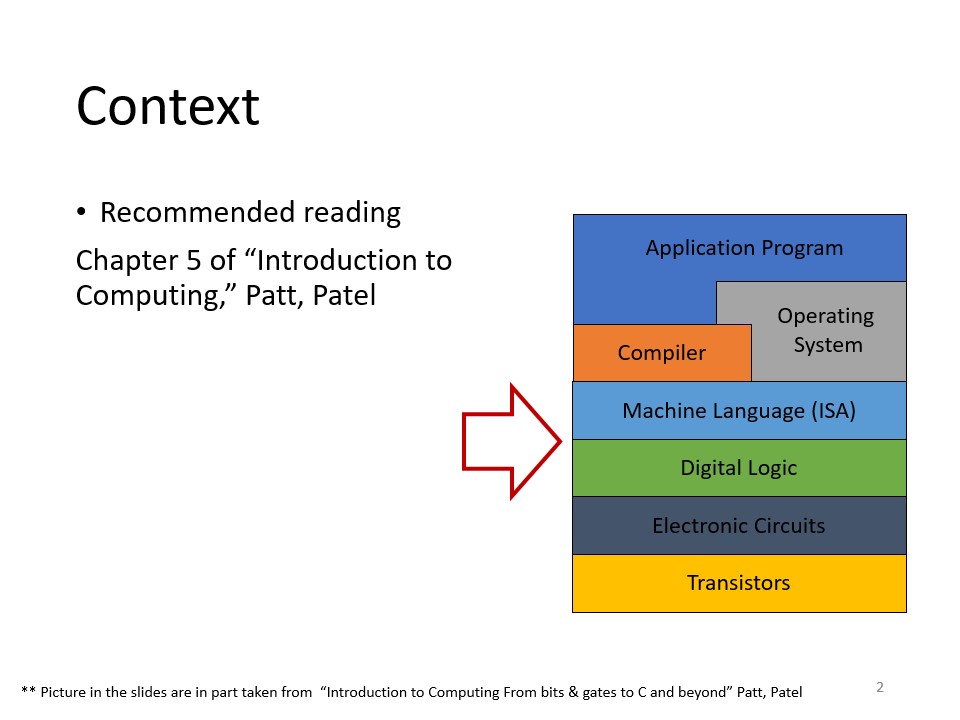 Context
• Recommended reading
Chapter 5 of “Introduction to
Computing,” Patt, Patel
Application Program
Operating
System
Compiler
Machine Language (ISA)
Digital Logic
Electronic Circuits
Transistors
** Picture in the slides are in part taken from “Introduction to Computing From bits & gates to C and beyond” Patt, Patel
2